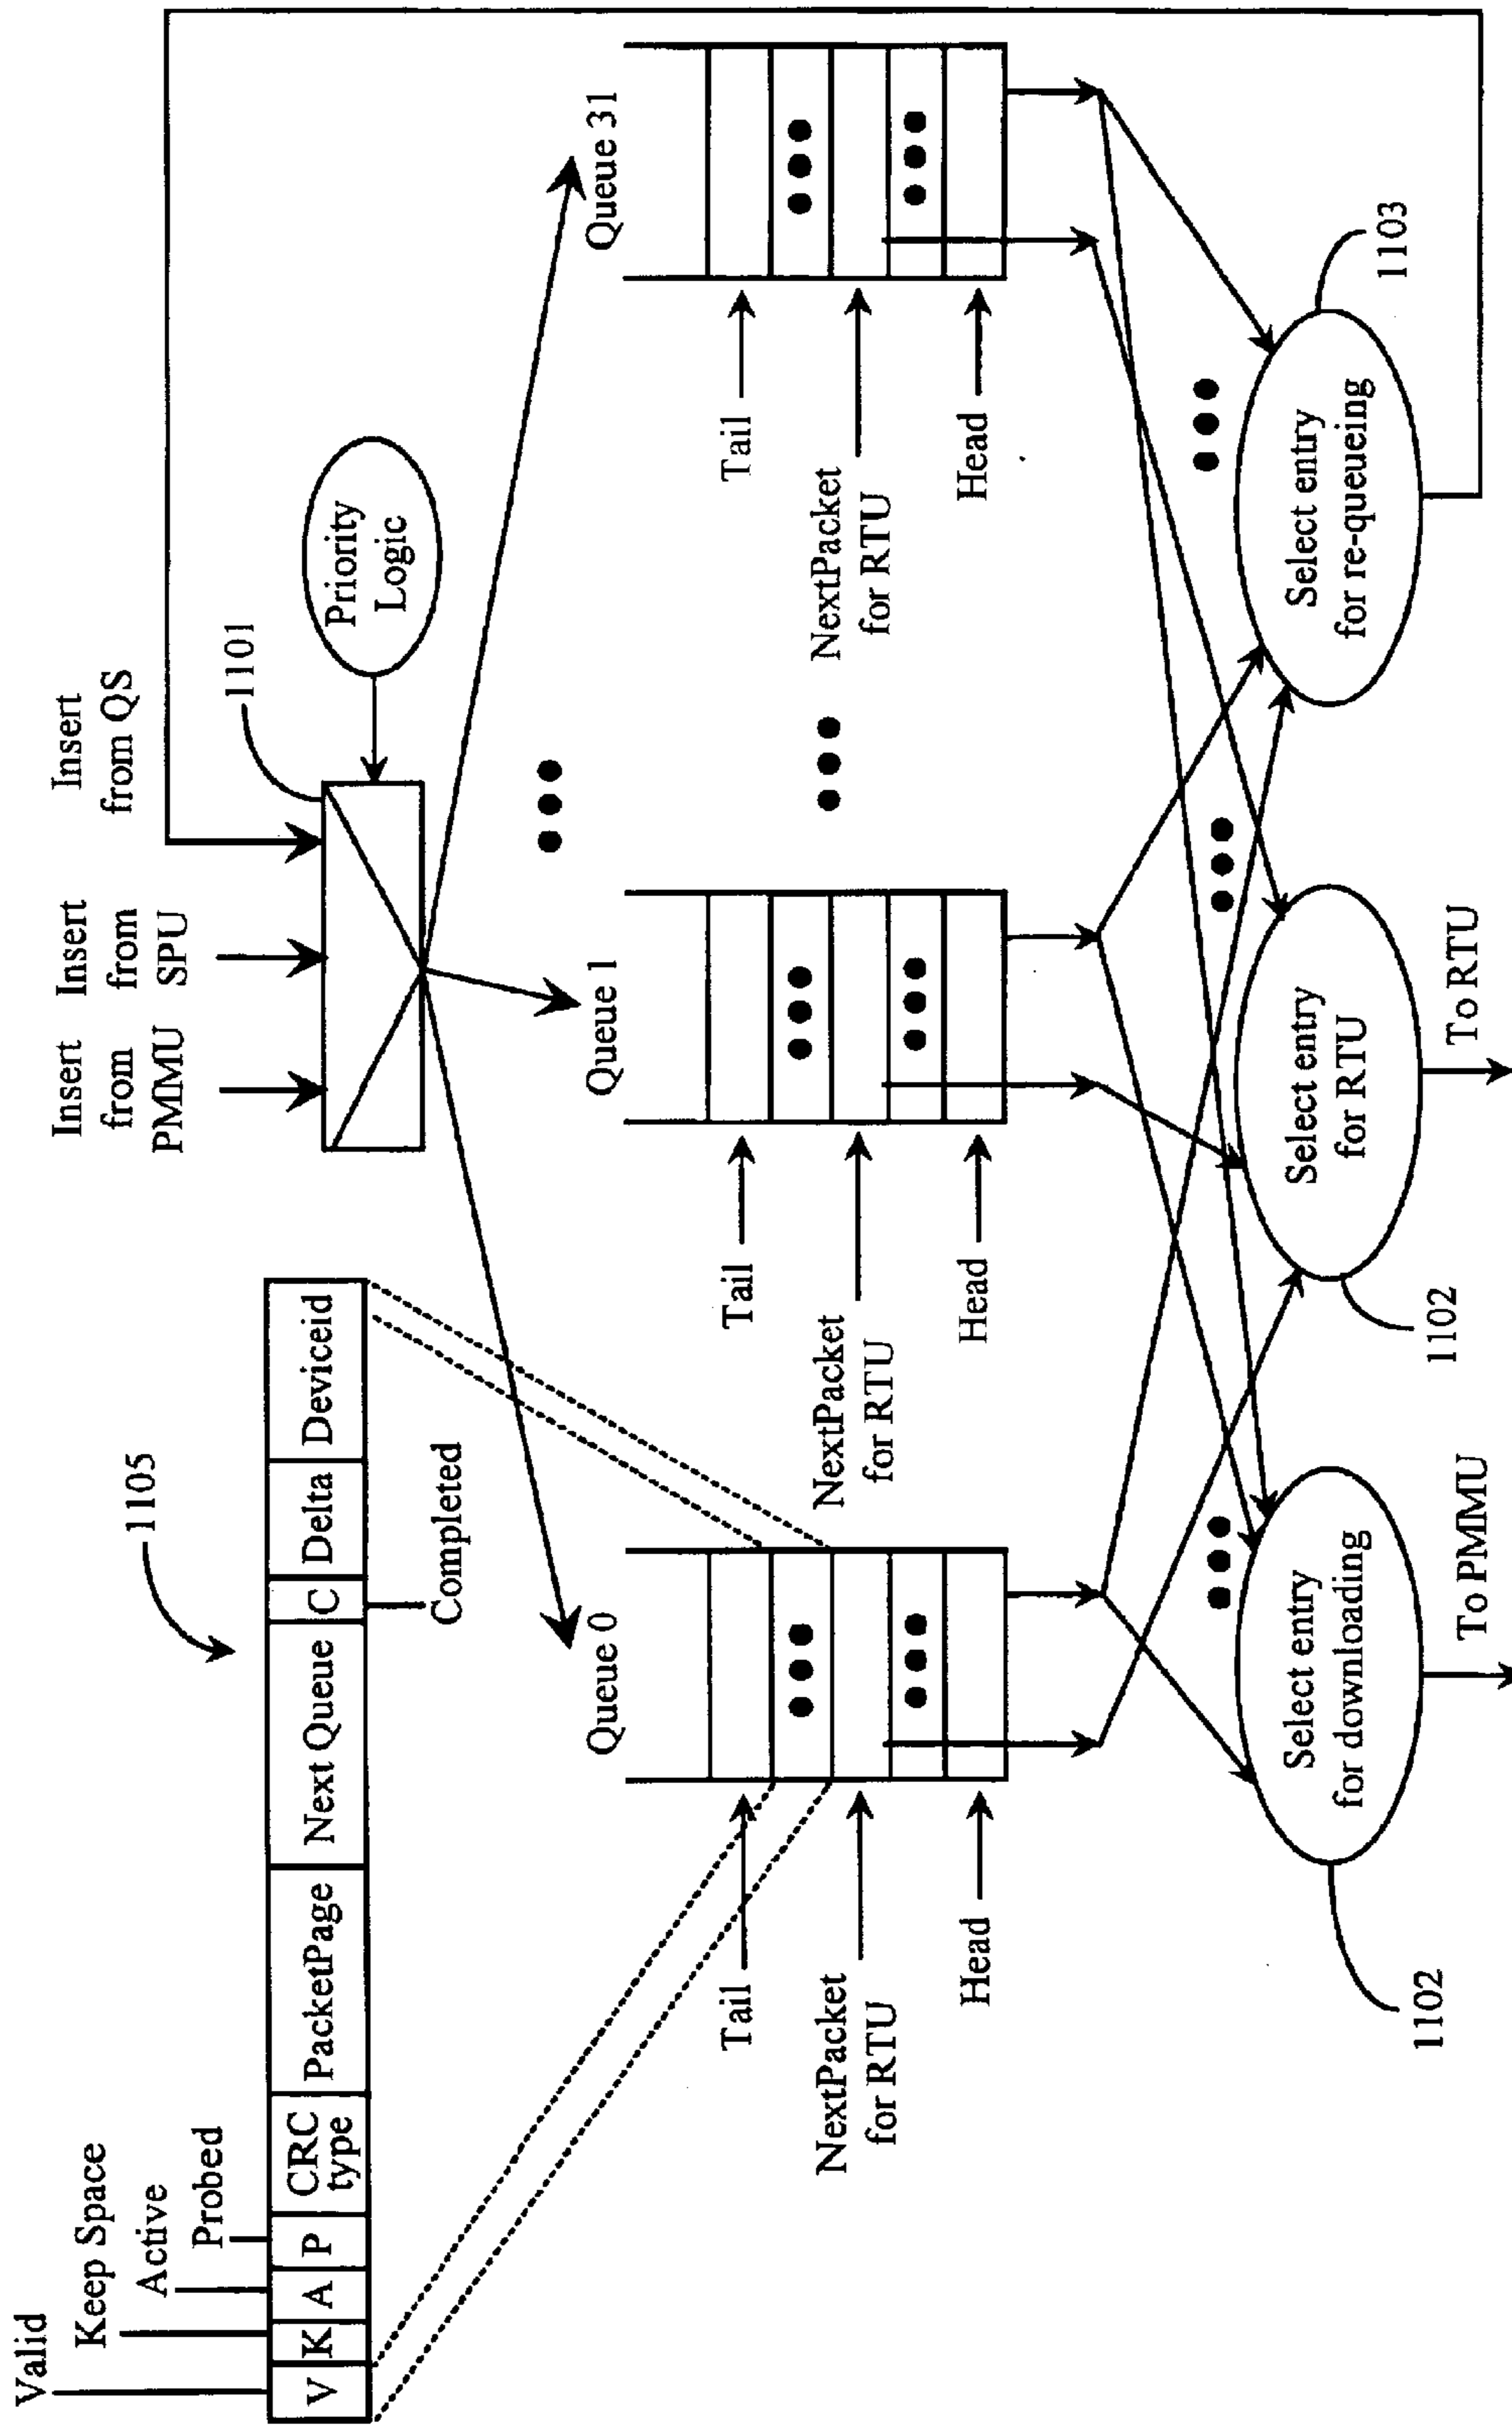 Valid
Keep Space
Active
Probed
V
K
A
P
CRC
type
PacketPage
Next Queue
C
Delta
Deviceid
1105
Completed
Insert
from
PMMU
Insert
from
SPU
Insert
from QS
1101
Priority
Logic
Queue 0
Queue 1
Queue 31
Tail
NextPacket
for RTU
Head
Tail
NextPacket
for RTU
Head
Tail
NextPacket
for RTU
Head
Select entry
for downloading
1102
To PMMU
Select entry
for RTU
1102
To RTU
Select entry
for re-queueing
1103